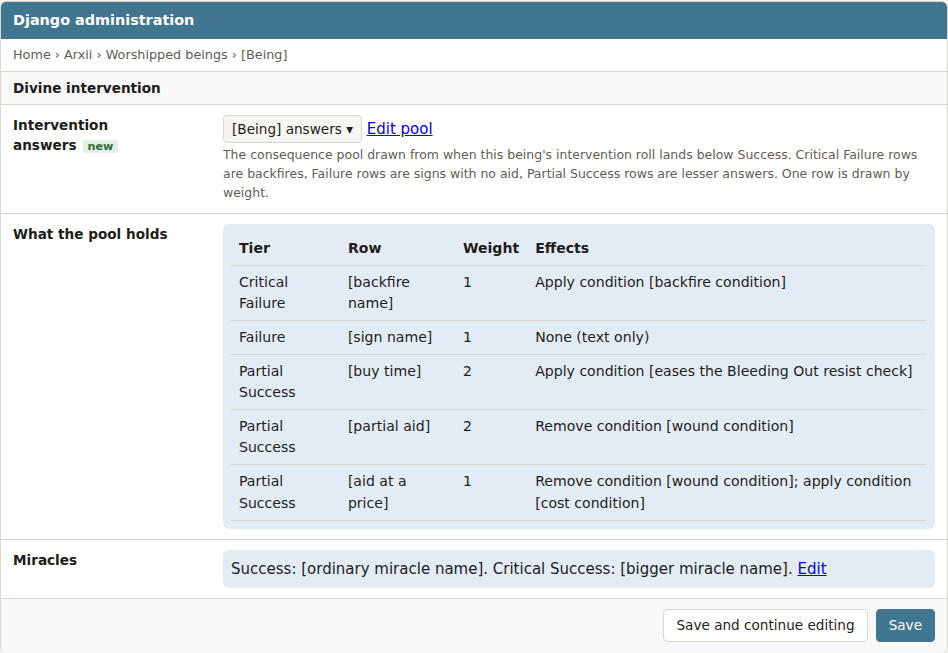 Django administration
Home › Arxii › Worshipped beings › [Being]
Divine intervention
Intervention
answers new
[Being] answers ▾ Edit pool
The consequence pool drawn from when this being's intervention roll lands below Success. Critical Failure rows
are backfires, Failure rows are signs with no aid, Partial Success rows are lesser answers. One row is drawn by
weight.
What the pool holds
Tier Row Weight Effects
Critical
Failure
[backfire
name]
1
Apply condition [backfire condition]
Failure [sign name] 1 None (text only)
Partial
Success
[buy time]
2
Apply condition [eases the Bleeding Out resist check]
Partial
Success
[partial aid]
2
Remove condition [wound condition]
Partial
Success
[aid at a
price]
1
Remove condition [wound condition]; apply condition
[cost condition]
Miracles
Success: [ordinary miracle name]. Critical Success: [bigger miracle name]. Edit
Save and continue editing
Save